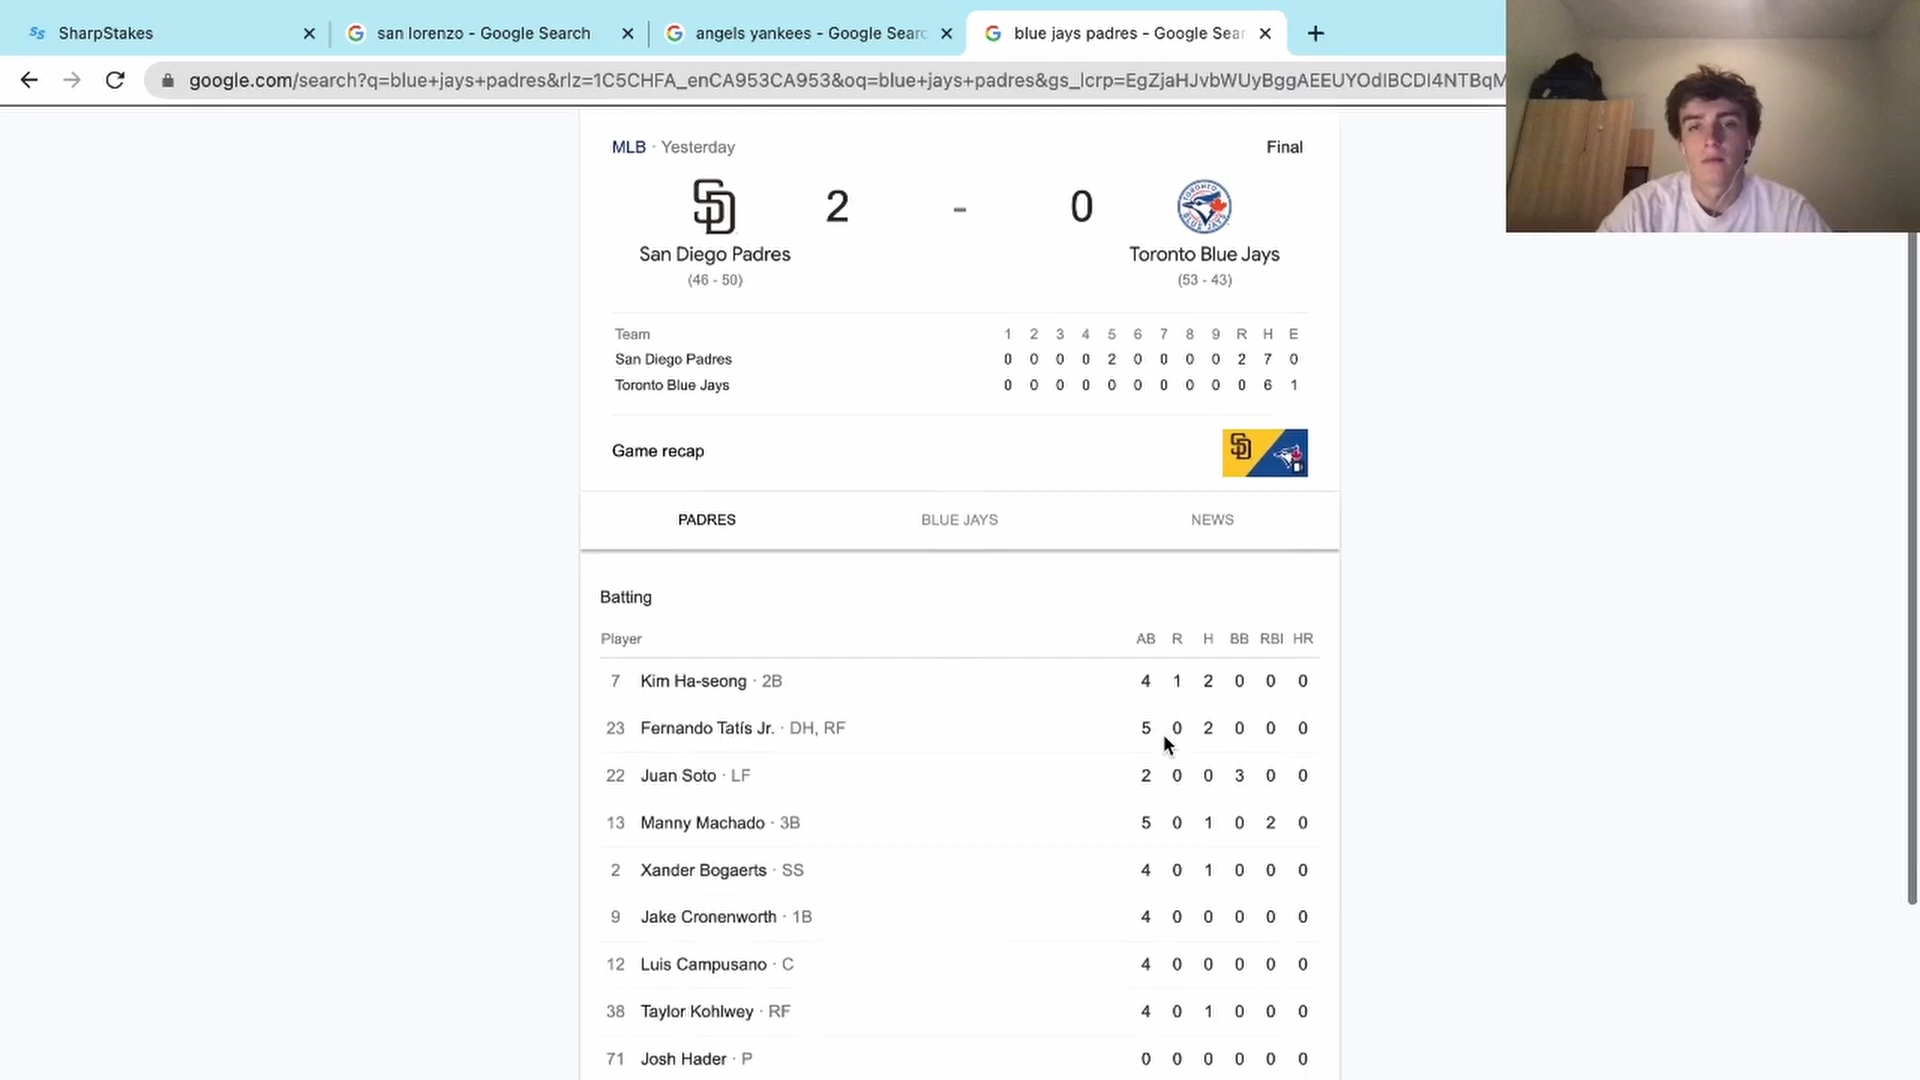 SharpStakes
san lorenzo - Google Search
angels yankees - Google Searc
blue jays padres - Google Sear
google.com/search?q=blue+jays+padres&rlz=1C5CHFA_enCA953CA953&oq=blue+jays+padres&gs_lcrp=EgZjaHJvbWUyBggAEEUYOdIBCDI4NTBqM
MLB · Yesterday Final
2 - 0
San Diego Padres Toronto Blue Jays
(46 - 50) (53 - 43)
Team 1 2 3 4 5 6 7 8 9 R H E
San Diego Padres 0 0 0 0 2 0 0 0 0 2 7 0
Toronto Blue Jays 0 0 0 0 0 0 0 0 0 0 6 1
Game recap
PADRES BLUE JAYS NEWS
Batting
Player AB R H BB RBI HR
7 Kim Ha-seong · 2B 4 1 2 0 0 0
23 Fernando Tatís Jr. · DH, RF 5 0 2 0 0 0
22 Juan Soto · LF 2 0 0 3 0 0
13 Manny Machado · 3B 5 0 1 0 2 0
2 Xander Bogaerts · SS 4 0 1 0 0 0
9 Jake Cronenworth · 1B 4 0 0 0 0 0
12 Luis Campusano · C 4 0 0 0 0 0
38 Taylor Kohlwey · RF 4 0 1 0 0 0
71 Josh Hader · P 0 0 0 0 0 0